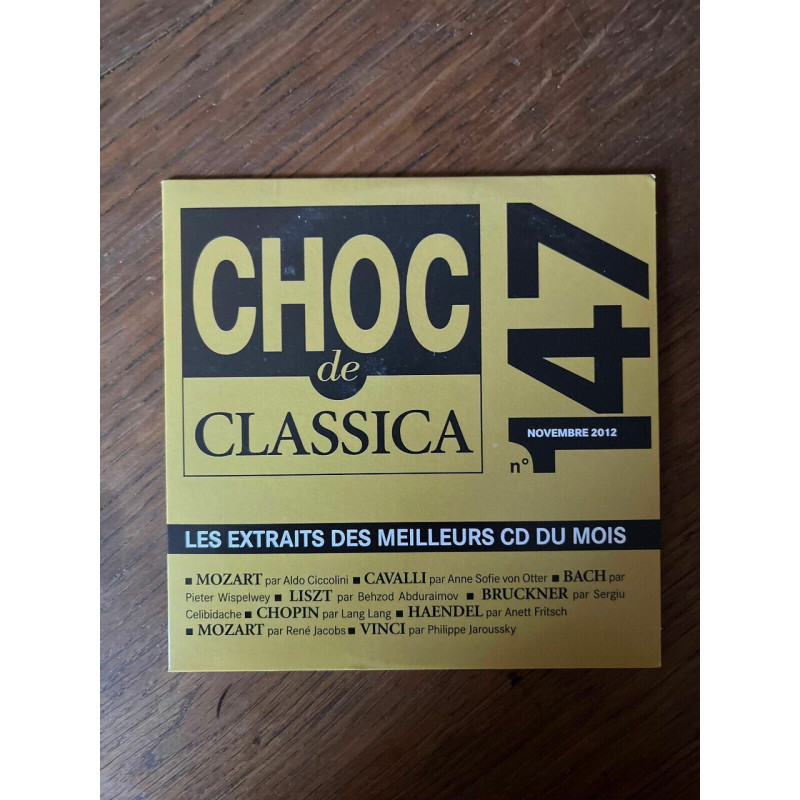 CHOC
de
CLASSICA
n° 147
NOVEMBRE 2012
LES EXTRAITS DES MEILLEURS CD DU MOIS
■ MOZART par Aldo Ciccolini ■ CAVALLI par Anne Sofie von Otter ■ BACH par
Pieter Wispelwey ■ LISZT par Behzod Abduraimov ■ BRUCKNER par Sergiu
Celibidache ■ CHOPIN par Lang Lang ■ HAENDEL par Anett Fritsch
■ MOZART par René Jacobs ■ VINCI par Philippe Jaroussky